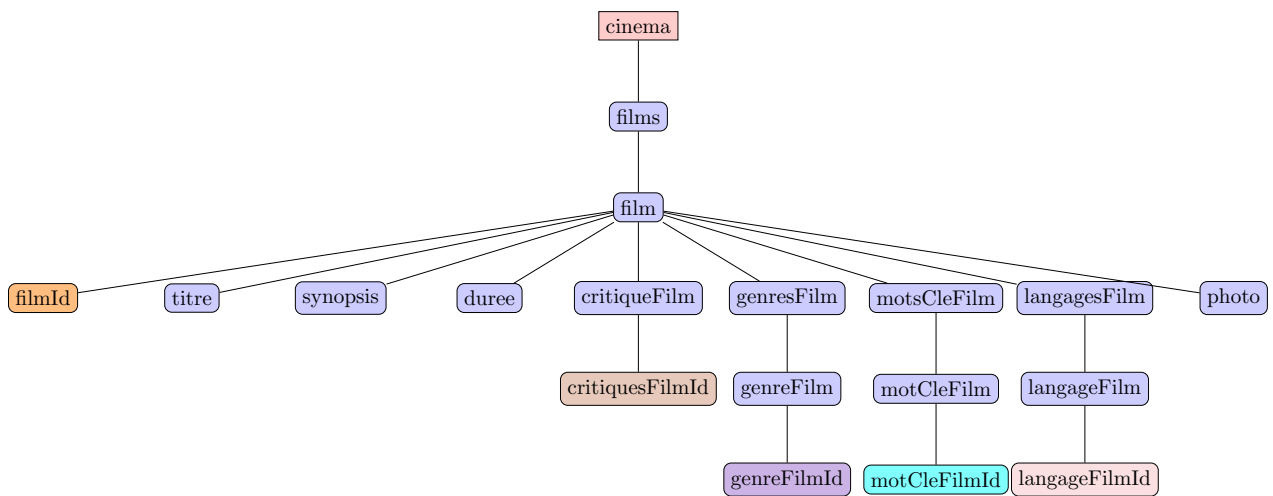 cinema
films
film
filmId
titre
synopsis
duree
critiqueFilm
genresFilm
motsCleFilm
langagesFilm
photo
critiquesFilmId
genreFilm
motCleFilm
langageFilm
genreFilmId
motCleFilmId
langageFilmId